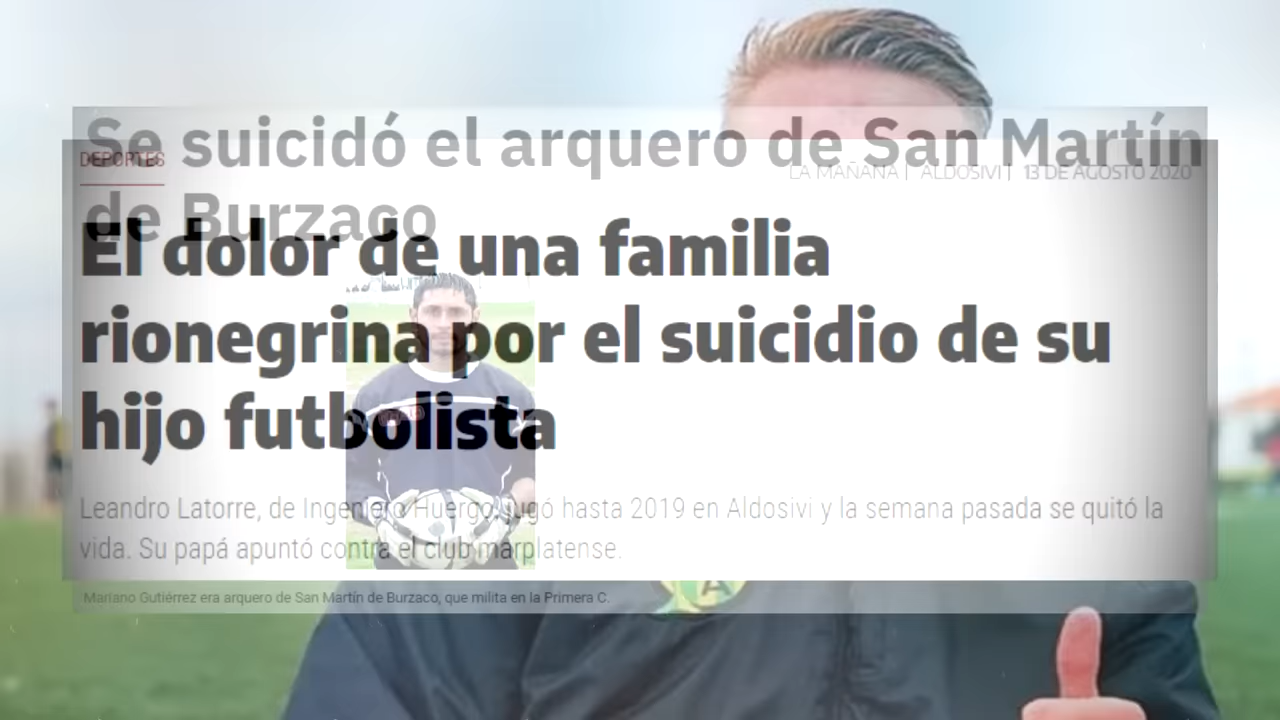 Se suicidó el arquero de San Martín
de Burzaco
DEPORTES
LA MAÑANA | ALDOSIVI | 13 DE AGOSTO 2020
El dolor de una familia
rionegrina por el suicidio de su
hijo futbolista
Leandro Latorre, de Ingeniero Huergo, jugó hasta 2019 en Aldosivi y la semana pasada se quitó la
vida. Su papá apuntó contra el club marplatense.
Mariano Gutiérrez era arquero de San Martín de Burzaco, que milita en la Primera C.
A